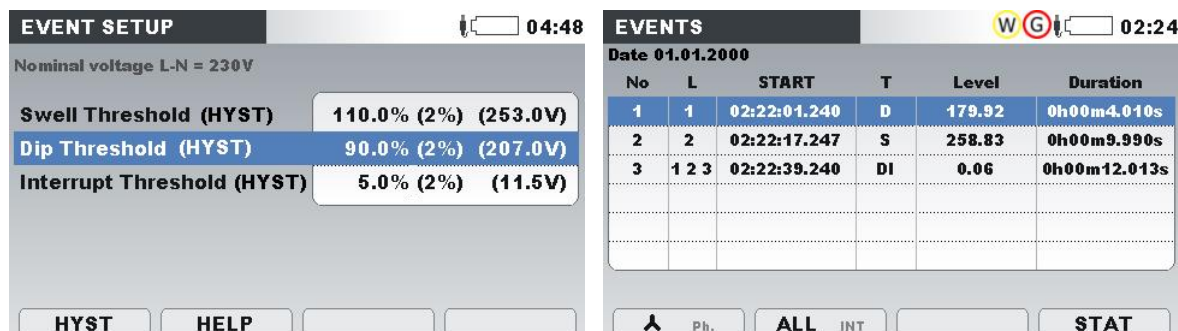 EVENT SETUP 04:48
Nominal voltage L-N = 230V
Swell Threshold (HYST) 110.0% (2%) (253.0V)
Dip Threshold (HYST) 90.0% (2%) (207.0V)
Interrupt Threshold (HYST) 5.0% (2%) (11.5V)
HYST HELP
EVENTS W G 02:24
Date 01.01.2000
No L START T Level Duration
1 1 02:22:01.240 D 179.92 0h00m4.010s
2 2 02:22:17.247 S 258.83 0h00m9.990s
3 1 2 3 02:22:39.240 DI 0.06 0h00m12.013s
Ph. ALL INT STAT